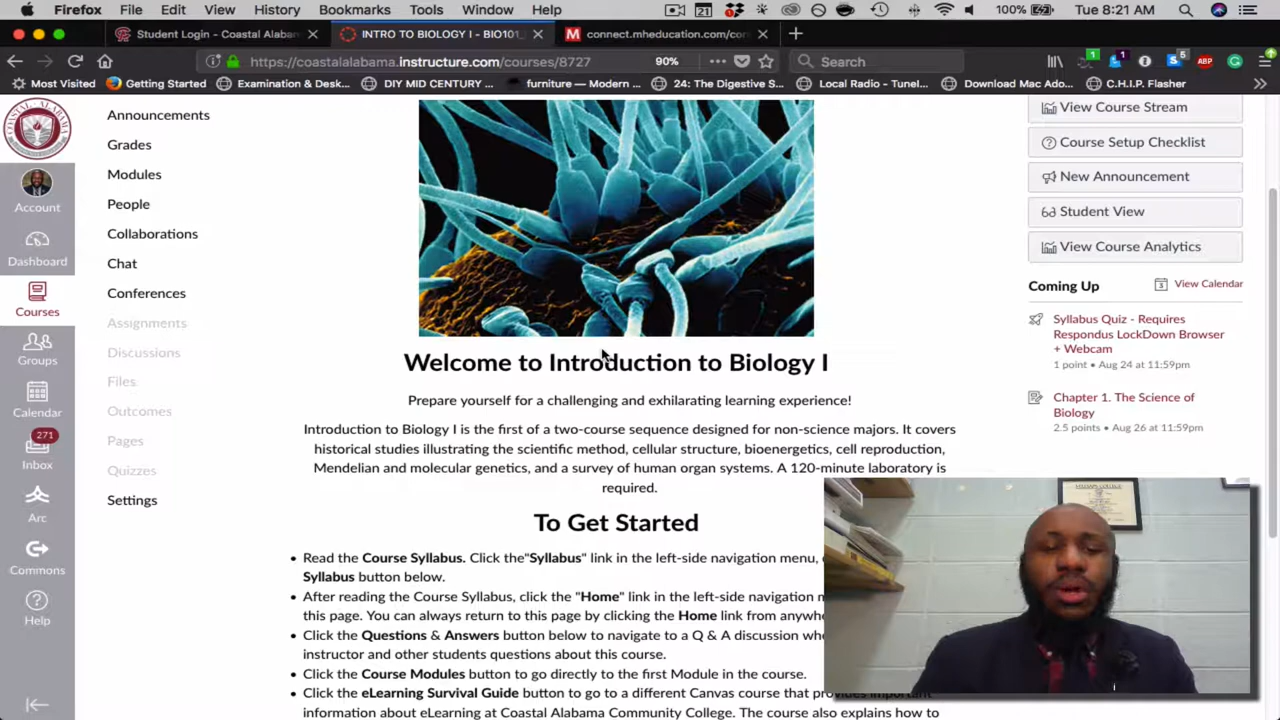 Firefox File Edit View History Bookmarks Tools Window Help 21 100% Tue 8:21 AM
Student Login – Coastal Alabam
INTRO TO BIOLOGY I - BIO101
connect.mheducation.com/con
https://coastalalabama.instructure.com/courses/8727
90%
Search
1
1
5
ABP
Most Visited
Getting Started
Examination & Desk...
DIY MID CENTURY ...
furniture — Modern ...
24: The Digestive S...
Local Radio - Tunel...
Download Mac Ado...
C.H.I.P. Flasher
Account
Dashboard
Courses
Groups
Calendar
271
Inbox
Arc
Commons
Help
Announcements
Grades
Modules
People
Collaborations
Chat
Conferences
Assignments
Discussions
Files
Outcomes
Pages
Quizzes
Settings
Welcome to Introduction to Biology I
Prepare yourself for a challenging and exhilarating learning experience!
Introduction to Biology I is the first of a two-course sequence designed for non-science majors. It covers
historical studies illustrating the scientific method, cellular structure, bioenergetics, cell reproduction,
Mendelian and molecular genetics, and a survey of human organ systems. A 120-minute laboratory is
required.
To Get Started
• Read the Course Syllabus. Click the"Syllabus" link in the left-side navigation menu,
Syllabus button below.
• After reading the Course Syllabus, click the "Home" link in the left-side navigation
this page. You can always return to this page by clicking the Home link from
• Click the Questions & Answers button below to navigate to a Q & A discussion
instructor and other students questions about this course.
• Click the Course Modules button to go directly to the first Module in the course.
• Click the eLearning Survival Guide button to go to a different Canvas course that provides important
information about eLearning at Coastal Alabama Community College. The course also explains how to
View Course Stream
Course Setup Checklist
New Announcement
Student View
View Course Analytics
Coming Up
View Calendar
Syllabus Quiz - Requires
Respondus LockDown Browser
+ Webcam
1 point • Aug 24 at 11:59pm
Chapter 1. The Science of
Biology
2.5 points • Aug 26 at 11:59pm